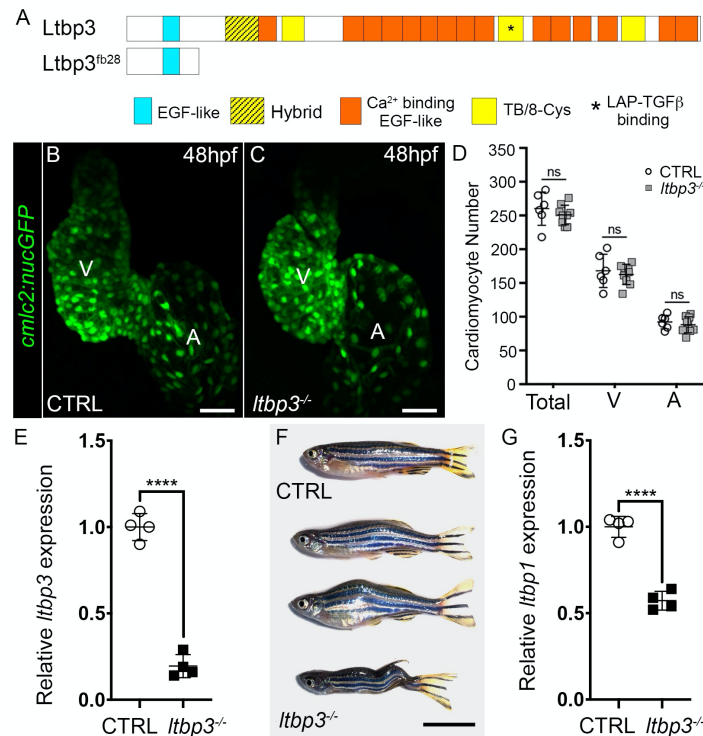 A
Ltbp3
*
Ltbp3fb28
EGF-like
Hybrid
Ca2+ binding
EGF-like
TB/8-Cys
* LAP-TGFβ
binding
cmlc2:nucGFP
B
48hpf
V
A
CTRL
C
48hpf
V
A
ltbp3-/-
D
Cardiomyocyte Number
350
300
250
200
150
100
50
0
ns
ns
ns
CTRL
ltbp3-/-
Total
V
A
E
Relative ltbp3 expression
1.5
1.0
0.5
0.0
****
CTRL
ltbp3-/-
F
CTRL
ltbp3-/-
G
Relative ltbp1 expression
1.5
1.0
0.5
0.0
****
CTRL
ltbp3-/-